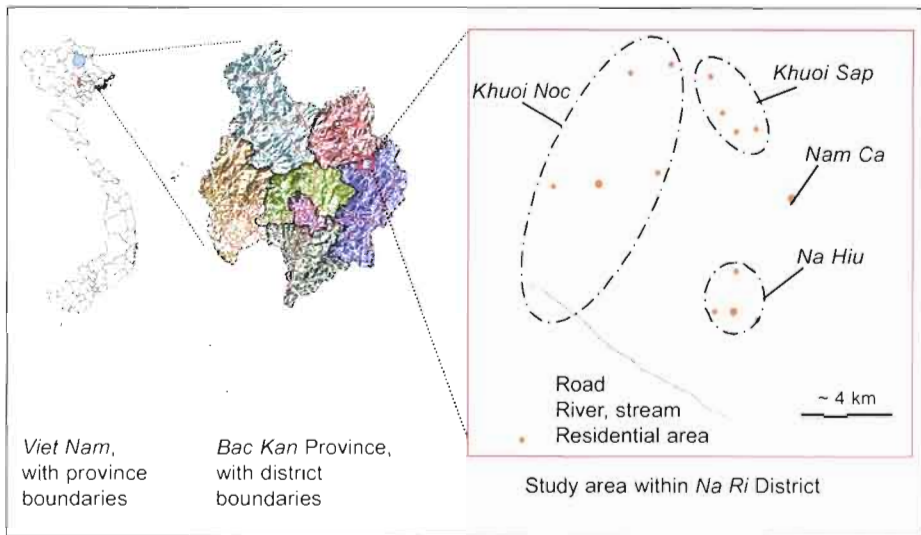 Khuoi Noc
Khuoi Sap
Nam Ca
Na Hiu
Road
River, stream
Residential area
~ 4 km
Viet Nam,
with province
boundaries
Bac Kan Province,
with district
boundaries
Study area within Na Ri District